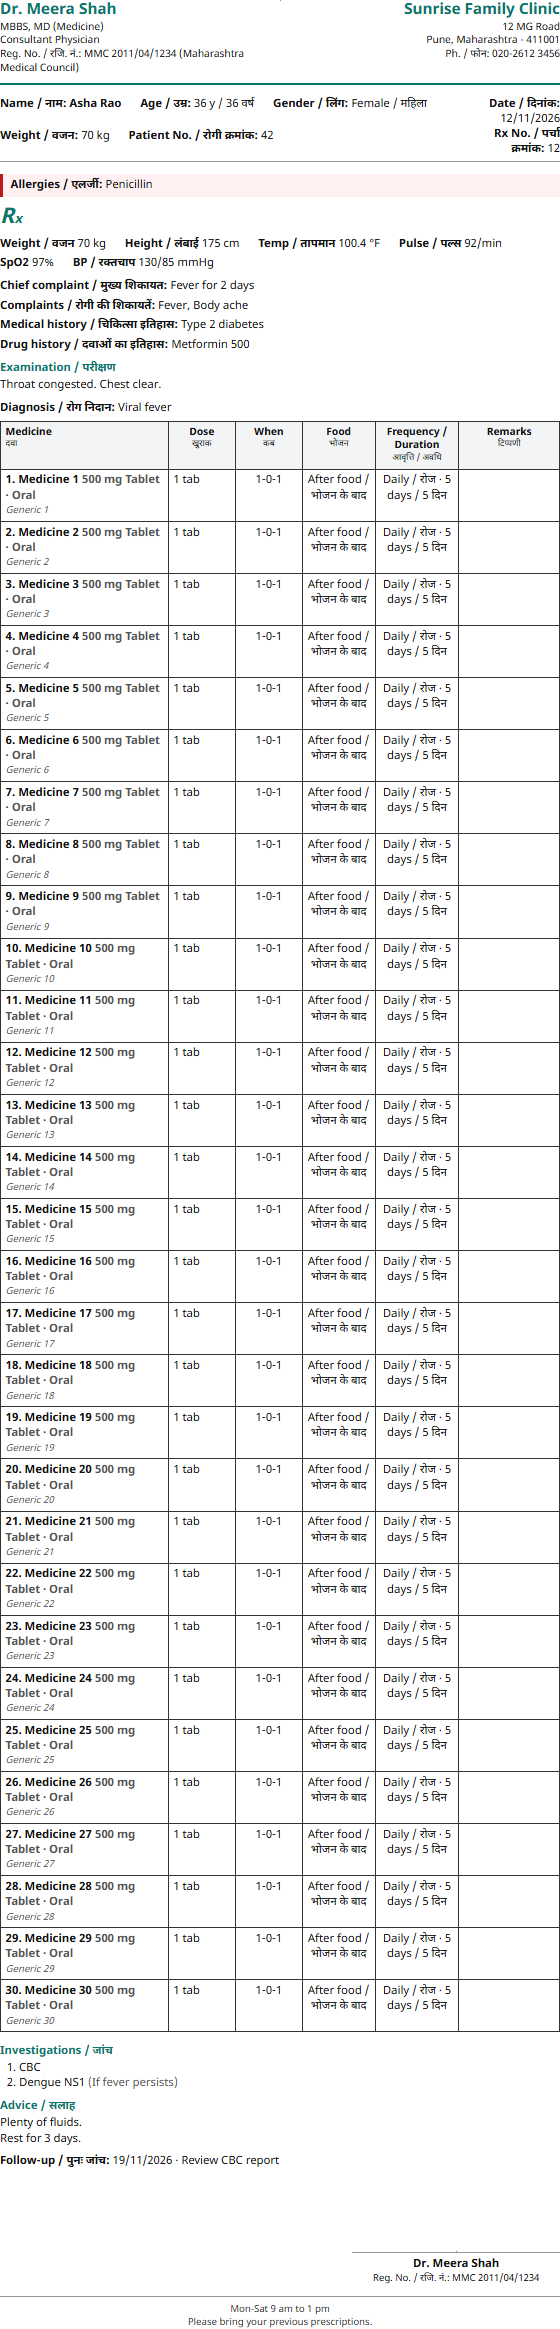 Dr. Meera Shah
MBBS, MD (Medicine)
Consultant Physician
Reg. No. / रजि. नं.: MMC 2011/04/1234 (Maharashtra
Medical Council)
Sunrise Family Clinic
12 MG Road
Pune, Maharashtra - 411001
Ph. / फोन: 020-2612 3456
Name / नाम: Asha Rao Age / उम्र: 36 y / 36 वर्ष Gender / लिंग: Female / महिला
Weight / वजन: 70 kg Patient No. / रोगी क्रमांक: 42
Date / दिनांक:
12/11/2026
Rx No. / पर्चा
क्रमांक: 12
Allergies / एलर्जी: Penicillin
Rx
Weight / वजन 70 kg Height / लंबाई 175 cm Temp / तापमान 100.4 °F Pulse / पल्स 92/min
SpO2 97% BP / रक्तचाप 130/85 mmHg
Chief complaint / मुख्य शिकायत: Fever for 2 days
Complaints / रोगी की शिकायतें: Fever, Body ache
Medical history / चिकित्सा इतिहास: Type 2 diabetes
Drug history / दवाओं का इतिहास: Metformin 500
Examination / परीक्षण
Throat congested. Chest clear.
Diagnosis / रोग निदान: Viral fever
Medicine Dose When Food Frequency / Remarks
दवा खुराक कब भोजन Duration टिप्पणी
आवृत्ति / अवधि
1. Medicine 1 500 mg Tablet 1 tab 1-0-1 After food / Daily / रोज · 5
· Oral भोजन के बाद days / 5 दिन
Generic 1
2. Medicine 2 500 mg Tablet 1 tab 1-0-1 After food / Daily / रोज · 5
· Oral भोजन के बाद days / 5 दिन
Generic 2
3. Medicine 3 500 mg Tablet 1 tab 1-0-1 After food / Daily / रोज · 5
· Oral भोजन के बाद days / 5 दिन
Generic 3
4. Medicine 4 500 mg Tablet 1 tab 1-0-1 After food / Daily / रोज · 5
· Oral भोजन के बाद days / 5 दिन
Generic 4
5. Medicine 5 500 mg Tablet 1 tab 1-0-1 After food / Daily / रोज · 5
· Oral भोजन के बाद days / 5 दिन
Generic 5
6. Medicine 6 500 mg Tablet 1 tab 1-0-1 After food / Daily / रोज · 5
· Oral भोजन के बाद days / 5 दिन
Generic 6
7. Medicine 7 500 mg Tablet 1 tab 1-0-1 After food / Daily / रोज · 5
· Oral भोजन के बाद days / 5 दिन
Generic 7
8. Medicine 8 500 mg Tablet 1 tab 1-0-1 After food / Daily / रोज · 5
· Oral भोजन के बाद days / 5 दिन
Generic 8
9. Medicine 9 500 mg Tablet 1 tab 1-0-1 After food / Daily / रोज · 5
· Oral भोजन के बाद days / 5 दिन
Generic 9
10. Medicine 10 500 mg 1 tab 1-0-1 After food / Daily / रोज · 5
Tablet · Oral भोजन के बाद days / 5 दिन
Generic 10
11. Medicine 11 500 mg 1 tab 1-0-1 After food / Daily / रोज · 5
Tablet · Oral भोजन के बाद days / 5 दिन
Generic 11
12. Medicine 12 500 mg 1 tab 1-0-1 After food / Daily / रोज · 5
Tablet · Oral भोजन के बाद days / 5 दिन
Generic 12
13. Medicine 13 500 mg 1 tab 1-0-1 After food / Daily / रोज · 5
Tablet · Oral भोजन के बाद days / 5 दिन
Generic 13
14. Medicine 14 500 mg 1 tab 1-0-1 After food / Daily / रोज · 5
Tablet · Oral भोजन के बाद days / 5 दिन
Generic 14
15. Medicine 15 500 mg 1 tab 1-0-1 After food / Daily / रोज · 5
Tablet · Oral भोजन के बाद days / 5 दिन
Generic 15
16. Medicine 16 500 mg 1 tab 1-0-1 After food / Daily / रोज · 5
Tablet · Oral भोजन के बाद days / 5 दिन
Generic 16
17. Medicine 17 500 mg 1 tab 1-0-1 After food / Daily / रोज · 5
Tablet · Oral भोजन के बाद days / 5 दिन
Generic 17
18. Medicine 18 500 mg 1 tab 1-0-1 After food / Daily / रोज · 5
Tablet · Oral भोजन के बाद days / 5 दिन
Generic 18
19. Medicine 19 500 mg 1 tab 1-0-1 After food / Daily / रोज · 5
Tablet · Oral भोजन के बाद days / 5 दिन
Generic 19
20. Medicine 20 500 mg 1 tab 1-0-1 After food / Daily / रोज · 5
Tablet · Oral भोजन के बाद days / 5 दिन
Generic 20
21. Medicine 21 500 mg 1 tab 1-0-1 After food / Daily / रोज · 5
Tablet · Oral भोजन के बाद days / 5 दिन
Generic 21
22. Medicine 22 500 mg 1 tab 1-0-1 After food / Daily / रोज · 5
Tablet · Oral भोजन के बाद days / 5 दिन
Generic 22
23. Medicine 23 500 mg 1 tab 1-0-1 After food / Daily / रोज · 5
Tablet · Oral भोजन के बाद days / 5 दिन
Generic 23
24. Medicine 24 500 mg 1 tab 1-0-1 After food / Daily / रोज · 5
Tablet · Oral भोजन के बाद days / 5 दिन
Generic 24
25. Medicine 25 500 mg 1 tab 1-0-1 After food / Daily / रोज · 5
Tablet · Oral भोजन के बाद days / 5 दिन
Generic 25
26. Medicine 26 500 mg 1 tab 1-0-1 After food / Daily / रोज · 5
Tablet · Oral भोजन के बाद days / 5 दिन
Generic 26
27. Medicine 27 500 mg 1 tab 1-0-1 After food / Daily / रोज · 5
Tablet · Oral भोजन के बाद days / 5 दिन
Generic 27
28. Medicine 28 500 mg 1 tab 1-0-1 After food / Daily / रोज · 5
Tablet · Oral भोजन के बाद days / 5 दिन
Generic 28
29. Medicine 29 500 mg 1 tab 1-0-1 After food / Daily / रोज · 5
Tablet · Oral भोजन के बाद days / 5 दिन
Generic 29
30. Medicine 30 500 mg 1 tab 1-0-1 After food / Daily / रोज · 5
Tablet · Oral भोजन के बाद days / 5 दिन
Generic 30
Investigations / जांच
1. CBC
2. Dengue NS1 (If fever persists)
Advice / सलाह
Plenty of fluids.
Rest for 3 days.
Follow-up / पुनः जांच: 19/11/2026 · Review CBC report
Dr. Meera Shah
Reg. No. / रजि. नं.: MMC 2011/04/1234
Mon-Sat 9 am to 1 pm
Please bring your previous prescriptions.